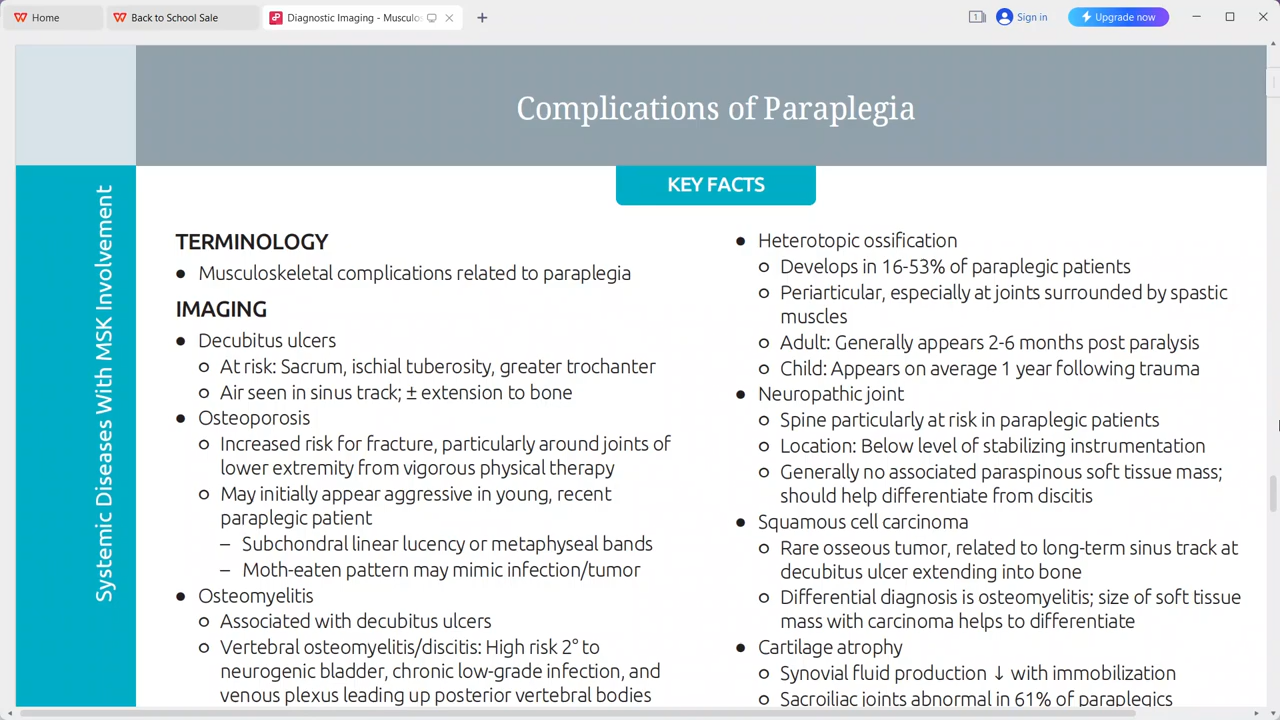 Home
Back to School Sale
Diagnostic Imaging - Musculos
1
Sign in
Upgrade now
Complications of Paraplegia
Systemic Diseases With MSK Involvement
KEY FACTS
TERMINOLOGY
• Musculoskeletal complications related to paraplegia
IMAGING
• Decubitus ulcers
○ At risk: Sacrum, ischial tuberosity, greater trochanter
○ Air seen in sinus track; ± extension to bone
• Osteoporosis
○ Increased risk for fracture, particularly around joints of
lower extremity from vigorous physical therapy
○ May initially appear aggressive in young, recent
paraplegic patient
– Subchondral linear lucency or metaphyseal bands
– Moth-eaten pattern may mimic infection/tumor
• Osteomyelitis
○ Associated with decubitus ulcers
○ Vertebral osteomyelitis/discitis: High risk 2° to
neurogenic bladder, chronic low-grade infection, and
venous plexus leading up posterior vertebral bodies
• Heterotopic ossification
○ Develops in 16-53% of paraplegic patients
○ Periarticular, especially at joints surrounded by spastic
muscles
○ Adult: Generally appears 2-6 months post paralysis
○ Child: Appears on average 1 year following trauma
• Neuropathic joint
○ Spine particularly at risk in paraplegic patients
○ Location: Below level of stabilizing instrumentation
○ Generally no associated paraspinous soft tissue mass;
should help differentiate from discitis
• Squamous cell carcinoma
○ Rare osseous tumor, related to long-term sinus track at
decubitus ulcer extending into bone
○ Differential diagnosis is osteomyelitis; size of soft tissue
mass with carcinoma helps to differentiate
• Cartilage atrophy
○ Synovial fluid production ↓ with immobilization
○ Sacroiliac joints abnormal in 61% of paraplegics